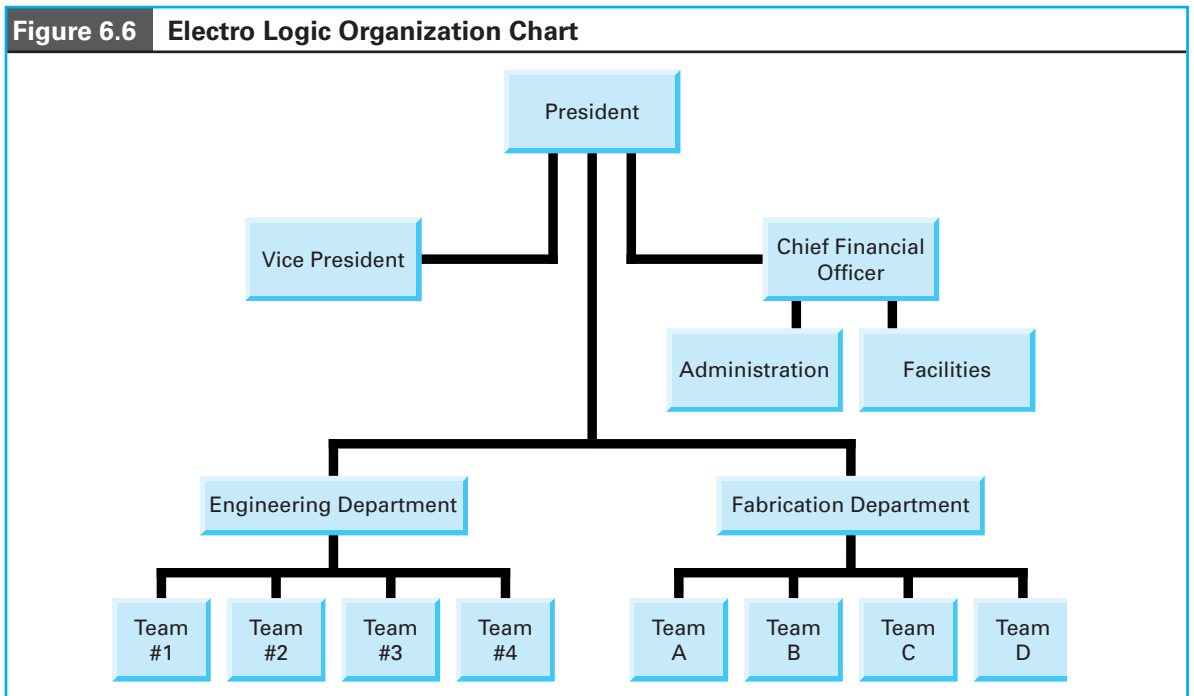 Figure 6.6 Electro Logic Organization Chart
President
Vice President
Chief Financial
Officer
Administration
Facilities
Engineering Department
Fabrication Department
Team
#1
Team
#2
Team
#3
Team
#4
Team
A
Team
B
Team
C
Team
D